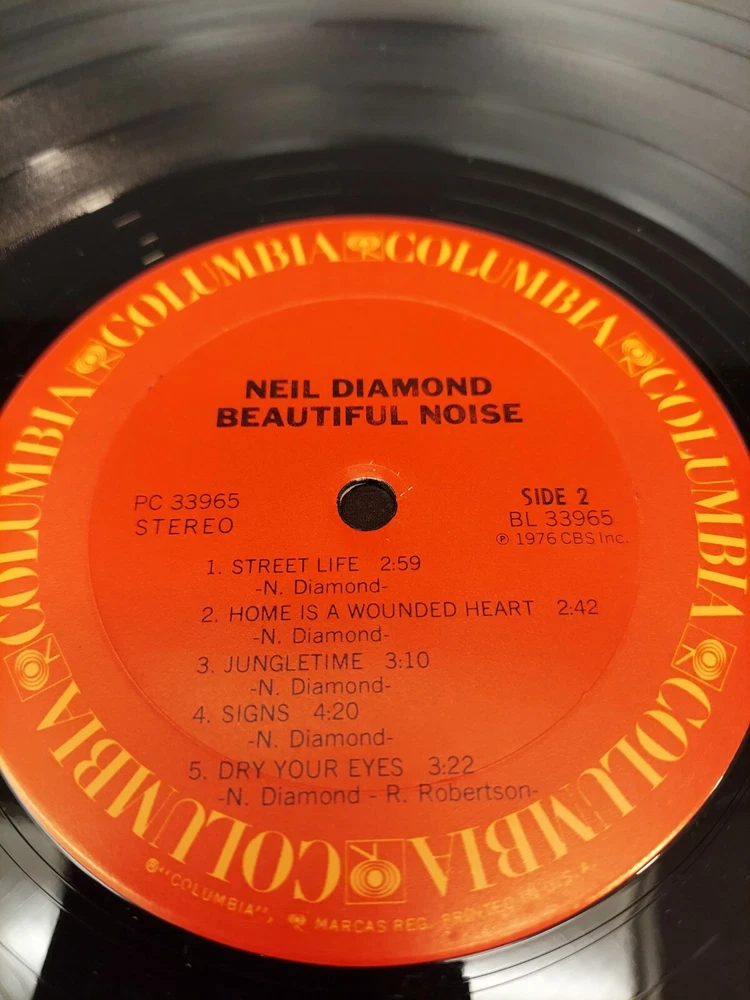 COLUMBIA COLUMBIA COLUMBIA COLUMBIA COLUMBIA COLUMBIA COLUMBIA COLUMBIA
NEIL DIAMOND
BEAUTIFUL NOISE
PC 33965
STEREO
SIDE 2
BL 33965
℗ 1976 CBS Inc.
1. STREET LIFE 2:59
-N. Diamond-
2. HOME IS A WOUNDED HEART 2:42
-N. Diamond-
3. JUNGLETIME 3:10
-N. Diamond-
4. SIGNS 4:20
-N. Diamond-
5. DRY YOUR EYES 3:22
-N. Diamond - R. Robertson-
®"COLUMBIA", MARCAS REG. PRINTED IN U.S.A.